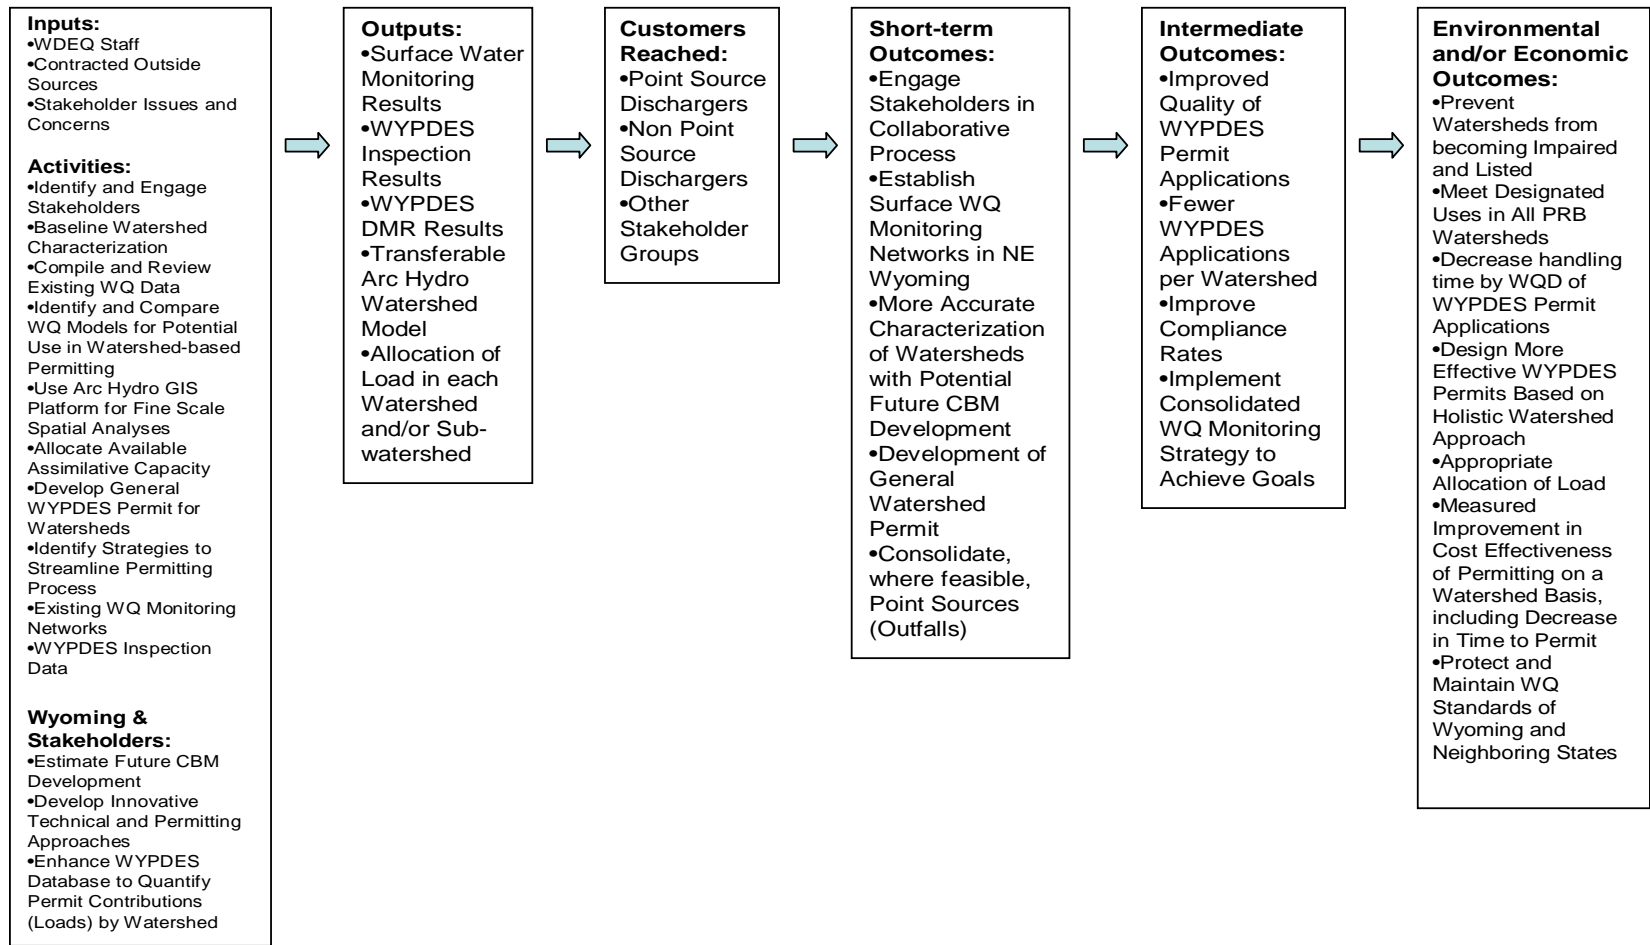 Inputs:
•WDEQ Staff
•Contracted Outside
Sources
•Stakeholder Issues and
Concerns
Activities:
•Identify and Engage
Stakeholders
•Baseline Watershed
Characterization
•Compile and Review
Existing WQ Data
•Identify and Compare
WQ Models for Potential
Use in Watershed-based
Permitting
•Use Arc Hydro GIS
Platform for Fine Scale
Spatial Analyses
•Allocate Available
Assimilative Capacity
•Develop General
WYPDES Permit for
Watersheds
•Identify Strategies to
Streamline Permitting
Process
•Existing WQ Monitoring
Networks
•WYPDES Inspection
Data
Wyoming &
Stakeholders:
•Estimate Future CBM
Development
•Develop Innovative
Technical and Permitting
Approaches
•Enhance WYPDES
Database to Quantify
Permit Contributions
(Loads) by Watershed
Outputs:
•Surface Water
Monitoring
Results
•WYPDES
Inspection
Results
•WYPDES
DMR Results
•Transferable
Arc Hydro
Watershed
Model
•Allocation of
Load in each
Watershed
and/or Sub-
watershed
Customers
Reached:
•Point Source
Dischargers
•Non Point
Source
Dischargers
•Other
Stakeholder
Groups
Short-term
Outcomes:
•Engage
Stakeholders in
Collaborative
Process
•Establish
Surface WQ
Monitoring
Networks in NE
Wyoming
•More Accurate
Characterization
of Watersheds
with Potential
Future CBM
Development
•Development of
General
Watershed
Permit
•Consolidate,
where feasible,
Point Sources
(Outfalls)
Intermediate
Outcomes:
•Improved
Quality of
WYPDES
Permit
Applications
•Fewer
WYPDES
Applications
per Watershed
•Improve
Compliance
Rates
•Implement
Consolidated
WQ Monitoring
Strategy to
Achieve Goals
Environmental
and/or Economic
Outcomes:
•Prevent
Watersheds from
becoming Impaired
and Listed
•Meet Designated
Uses in All PRB
Watersheds
•Decrease handling
time by WQD of
WYPDES Permit
Applications
•Design More
Effective WYPDES
Permits Based on
Holistic Watershed
Approach
•Appropriate
Allocation of Load
•Measured
Improvement in
Cost Effectiveness
of Permitting on a
Watershed Basis,
including Decrease
in Time to Permit
•Protect and
Maintain WQ
Standards of
Wyoming and
Neighboring States